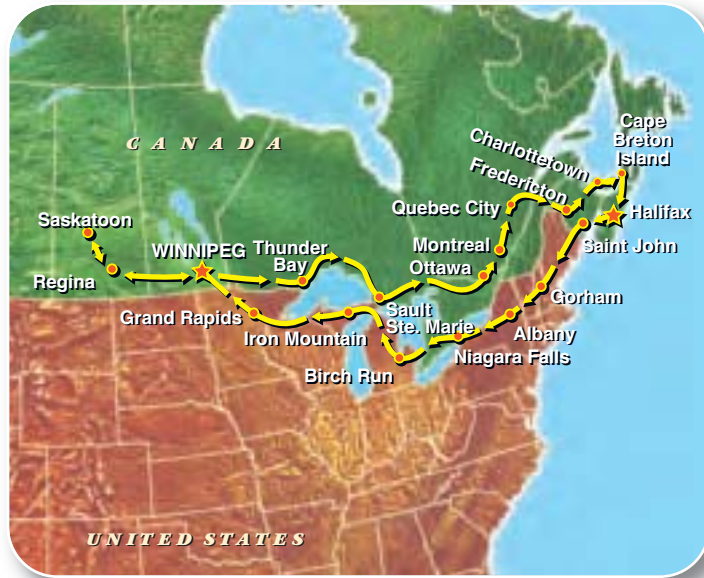 CANADA
Cape
Breton
Island
Charlottetown
Fredericton
Quebec City
Halifax
Saskatoon
Saint John
WINNIPEG
Thunder
Bay
Montreal
Ottawa
Regina
Gorham
Grand Rapids
Sault
Ste. Marie
Albany
Iron Mountain
Niagara Falls
Birch Run
UNITED STATES